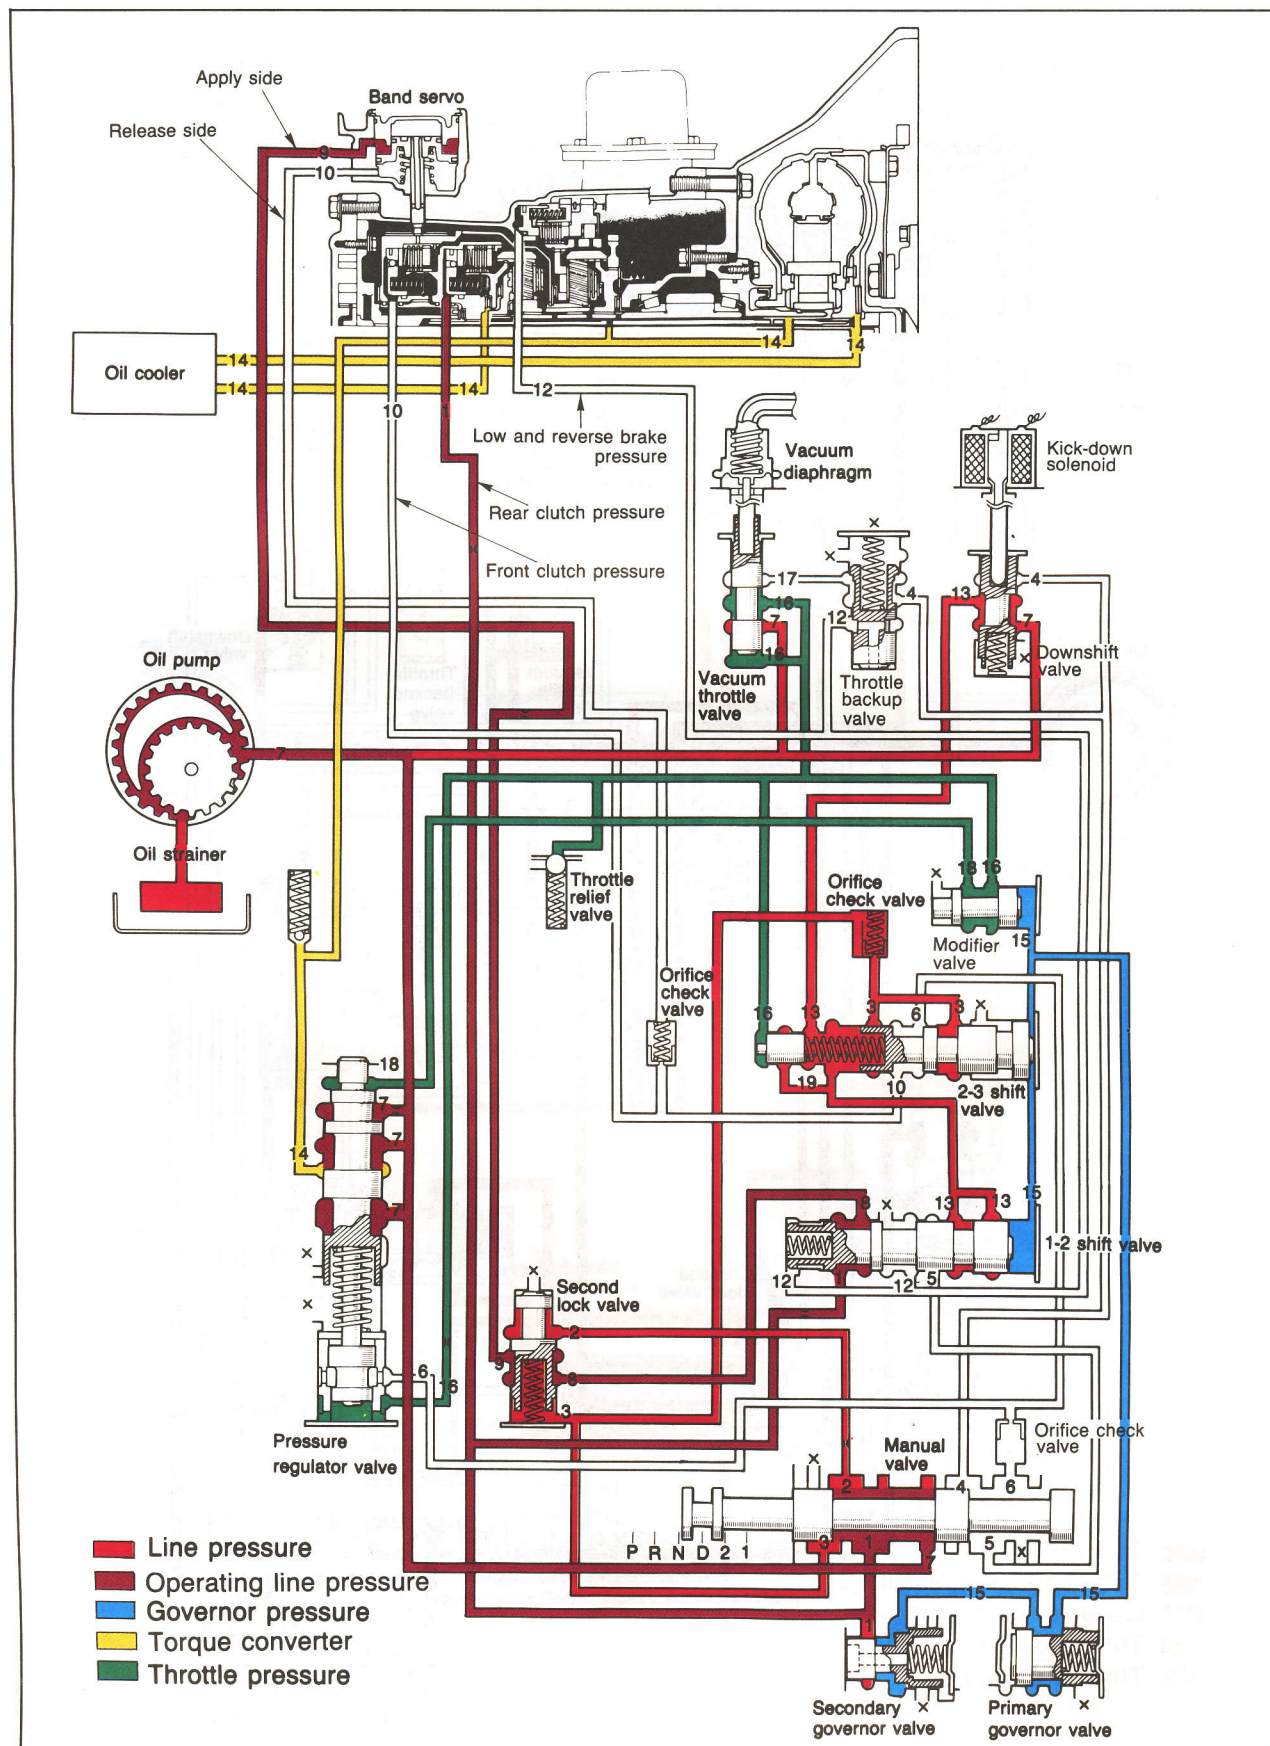 Apply side
Band servo
Release side
9
10
14
14
Oil cooler
14
14
14
10
1
12
Low and reverse brake
pressure
Vacuum
diaphragm
Kick-down
solenoid
Rear clutch pressure
x
Front clutch pressure
x
17
4
4
16
13
12
7
7
16
x
Downshift
valve
Oil pump
Vacuum
throttle
valve
Throttle
backup
valve
7
Oil strainer
18
16
x
Throttle
relief
valve
Orifice
check valve
15
Modifier
valve
Orifice
check
valve
16
13
3
6
3
x
18
19
10
2-3 shift
valve
7
7
14
7
8
x
13
13
15
1-2 shift valve
x
x
12
1
12
5
x
Second
lock valve
2
9
8
6
16
3
Pressure
regulator valve
Manual
valve
Orifice check
valve
x
2
4
6
P R N D 2 1
3
1
7
5
x
Line pressure
Operating line pressure
Governor pressure
Torque converter
Throttle pressure
15
15
1
Secondary
governor valve
x
Primary
governor valve
x